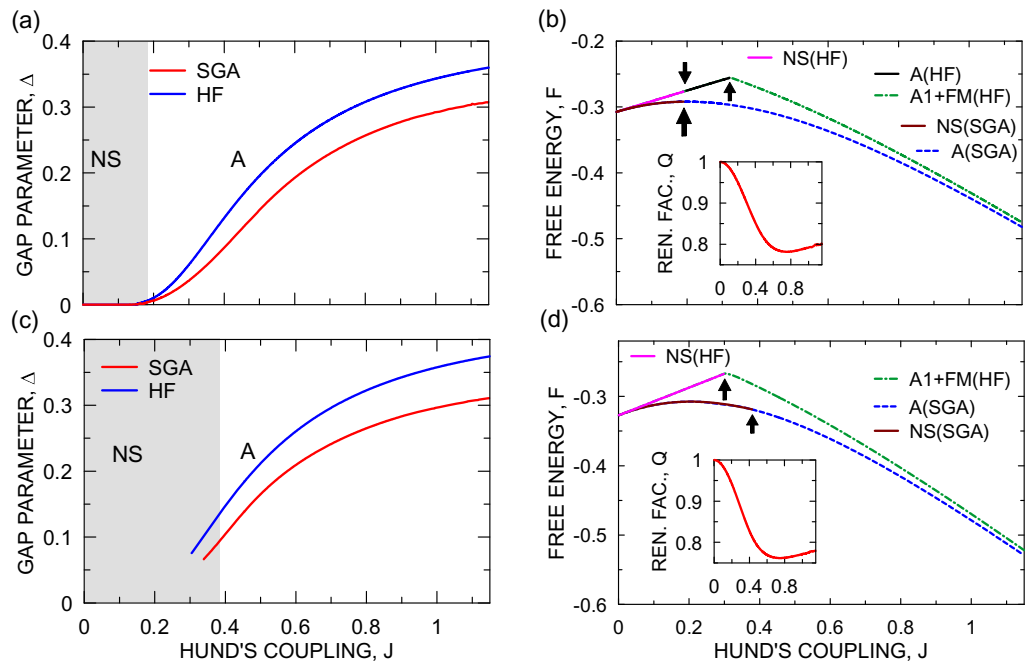 (a)
GAP PARAMETER, Δ
0.4
0.3
0.2
0.1
0
SGA
HF
NS
A
(b)
FREE ENERGY, F
-0.2
-0.3
-0.4
-0.5
-0.6
NS(HF)
A(HF)
A1+FM(HF)
NS(SGA)
A(SGA)
REN. FAC., Q
1
0.9
0.8
0 0.4 0.8
(c)
GAP PARAMETER, Δ
0.4
0.3
0.2
0.1
0
SGA
HF
NS
A
0 0.2 0.4 0.6 0.8 1
HUND'S COUPLING, J
(d)
FREE ENERGY, F
-0.2
-0.3
-0.4
-0.5
-0.6
NS(HF)
A1+FM(HF)
A(SGA)
NS(SGA)
REN. FAC., Q
1
0.9
0.8
0 0.4 0.8
0 0.2 0.4 0.6 0.8 1
HUND'S COUPLING, J